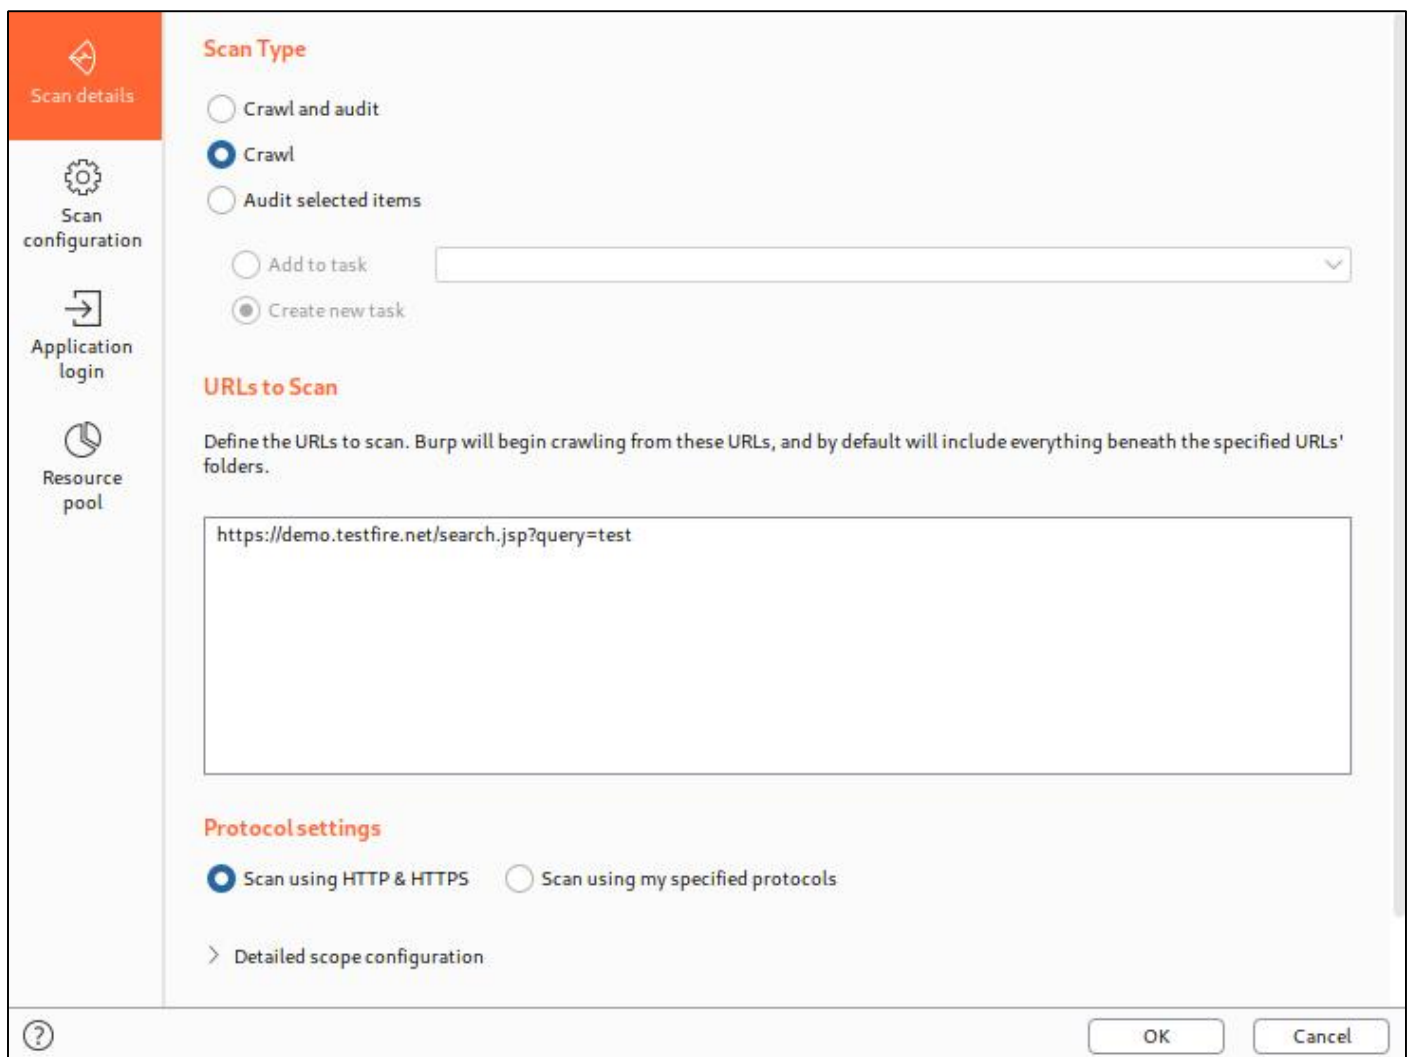 Scan details
Scan
configuration
Application
login
Resource
pool
Scan Type
Crawl and audit
Crawl
Audit selected items
Add to task
Create new task
URLs to Scan
Define the URLs to scan. Burp will begin crawling from these URLs, and by default will include everything beneath the specified URLs'
folders.
https://demo.testfire.net/search.jsp?query=test
Protocol settings
Scan using HTTP & HTTPS Scan using my specified protocols
Detailed scope configuration
? OK Cancel